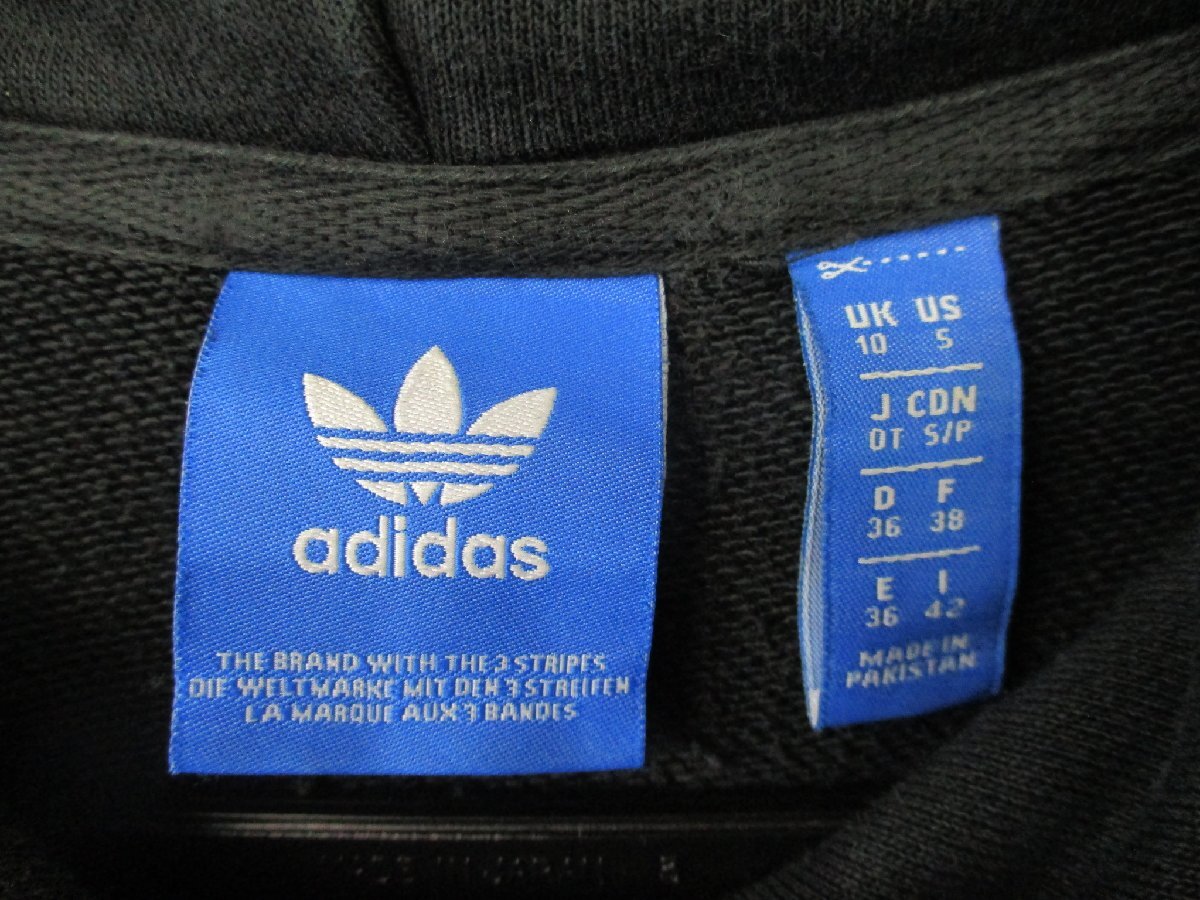 adidas
THE BRAND WITH THE 3 STRIPES
DIE WELTMARKE MIT DEN 3 STREIFEN
LA MARQUE AUX 3 BANDES
UK US
10 S
J CDN
OT S/P
D F
36 38
E I
36 42
MADE IN
PAKISTAN